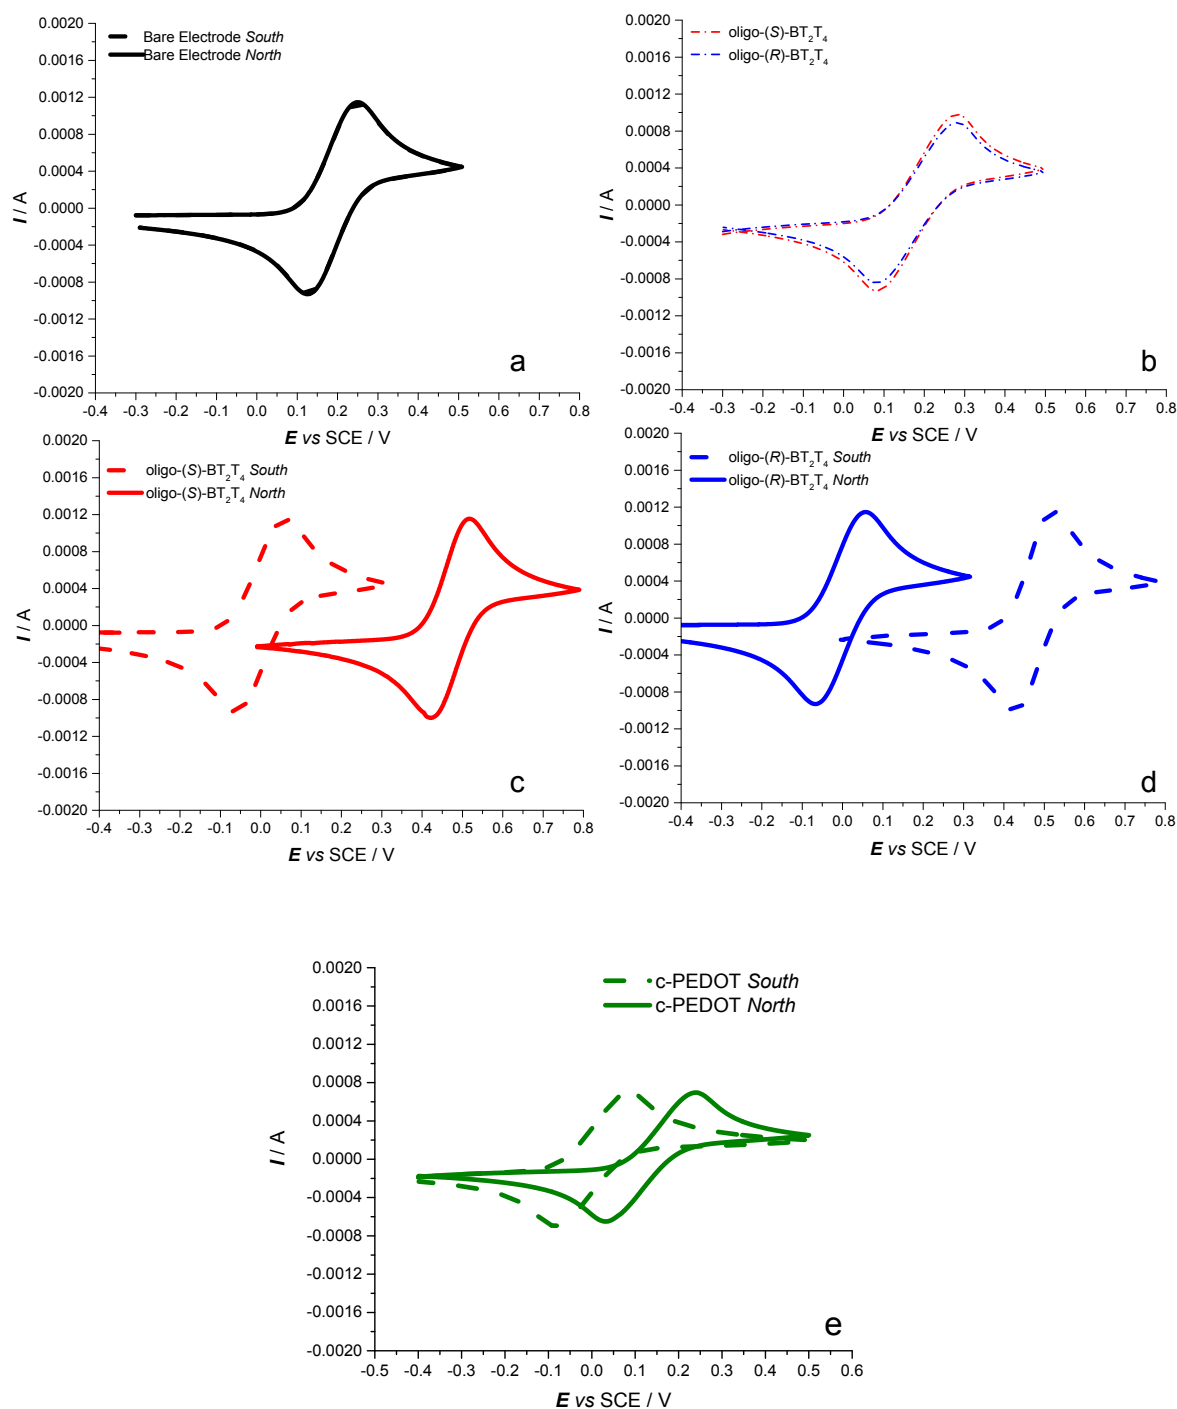 Bare Electrode South
Bare Electrode North
0.0020
0.0016
0.0012
0.0008
0.0004
0.0000
-0.0004
-0.0008
-0.0012
-0.0016
-0.0020
I / A
-0.4 -0.3 -0.2 -0.1 0.0 0.1 0.2 0.3 0.4 0.5 0.6 0.7 0.8
E vs SCE / V
a
oligo-(S)-BT₂T₄
oligo-(R)-BT₂T₄
0.0020
0.0016
0.0012
0.0008
0.0004
0.0000
-0.0004
-0.0008
-0.0012
-0.0016
-0.0020
I / A
-0.4 -0.3 -0.2 -0.1 0.0 0.1 0.2 0.3 0.4 0.5 0.6 0.7 0.8
E vs SCE / V
b
oligo-(S)-BT₂T₄ South
oligo-(S)-BT₂T₄ North
0.0020
0.0016
0.0012
0.0008
0.0004
0.0000
-0.0004
-0.0008
-0.0012
-0.0016
-0.0020
I / A
-0.4 -0.3 -0.2 -0.1 0.0 0.1 0.2 0.3 0.4 0.5 0.6 0.7 0.8
E vs SCE / V
c
oligo-(R)-BT₂T₄ South
oligo-(R)-BT₂T₄ North
0.0020
0.0016
0.0012
0.0008
0.0004
0.0000
-0.0004
-0.0008
-0.0012
-0.0016
-0.0020
I / A
-0.4 -0.3 -0.2 -0.1 0.0 0.1 0.2 0.3 0.4 0.5 0.6 0.7 0.8
E vs SCE / V
d
c-PEDOT South
c-PEDOT North
0.0020
0.0016
0.0012
0.0008
0.0004
0.0000
-0.0004
-0.0008
-0.0012
-0.0016
-0.0020
I / A
-0.5 -0.4 -0.3 -0.2 -0.1 0.0 0.1 0.2 0.3 0.4 0.5 0.6
E vs SCE / V
e